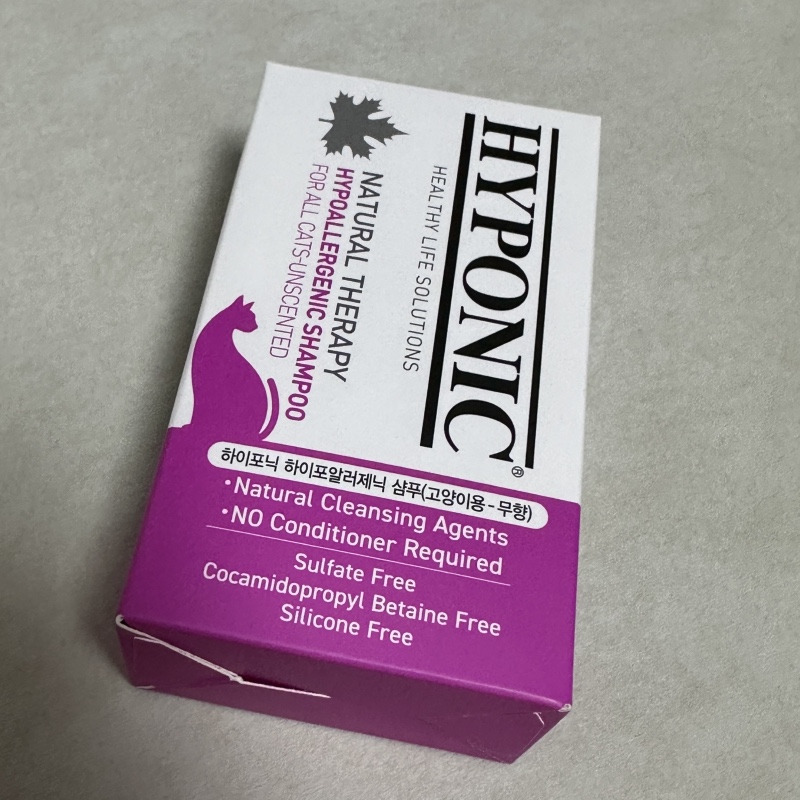 HYPONIC®
HEALTHY LIFE SOLUTIONS
NATURAL THERAPY
HYPOALLERGENIC SHAMPOO
FOR ALL CATS-UNSCENTED
하이포닉 하이포알러제닉 샴푸(고양이용-무향)
•Natural Cleansing Agents
•NO Conditioner Required
Sulfate Free
Cocamidopropyl Betaine Free
Silicone Free